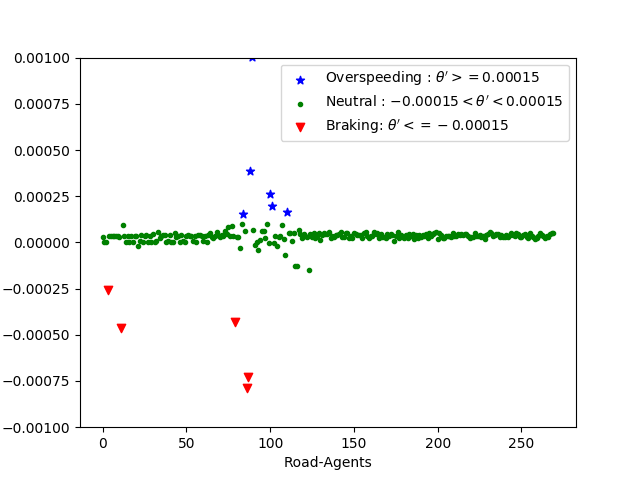 0.00100
0.00075
0.00050
0.00025
0.00000
−0.00025
−0.00050
−0.00075
−0.00100
Overspeeding : θ′ >= 0.00015
Neutral : −0.00015 < θ′ < 0.00015
Braking: θ′ <= −0.00015
0 50 100 150 200 250
Road-Agents